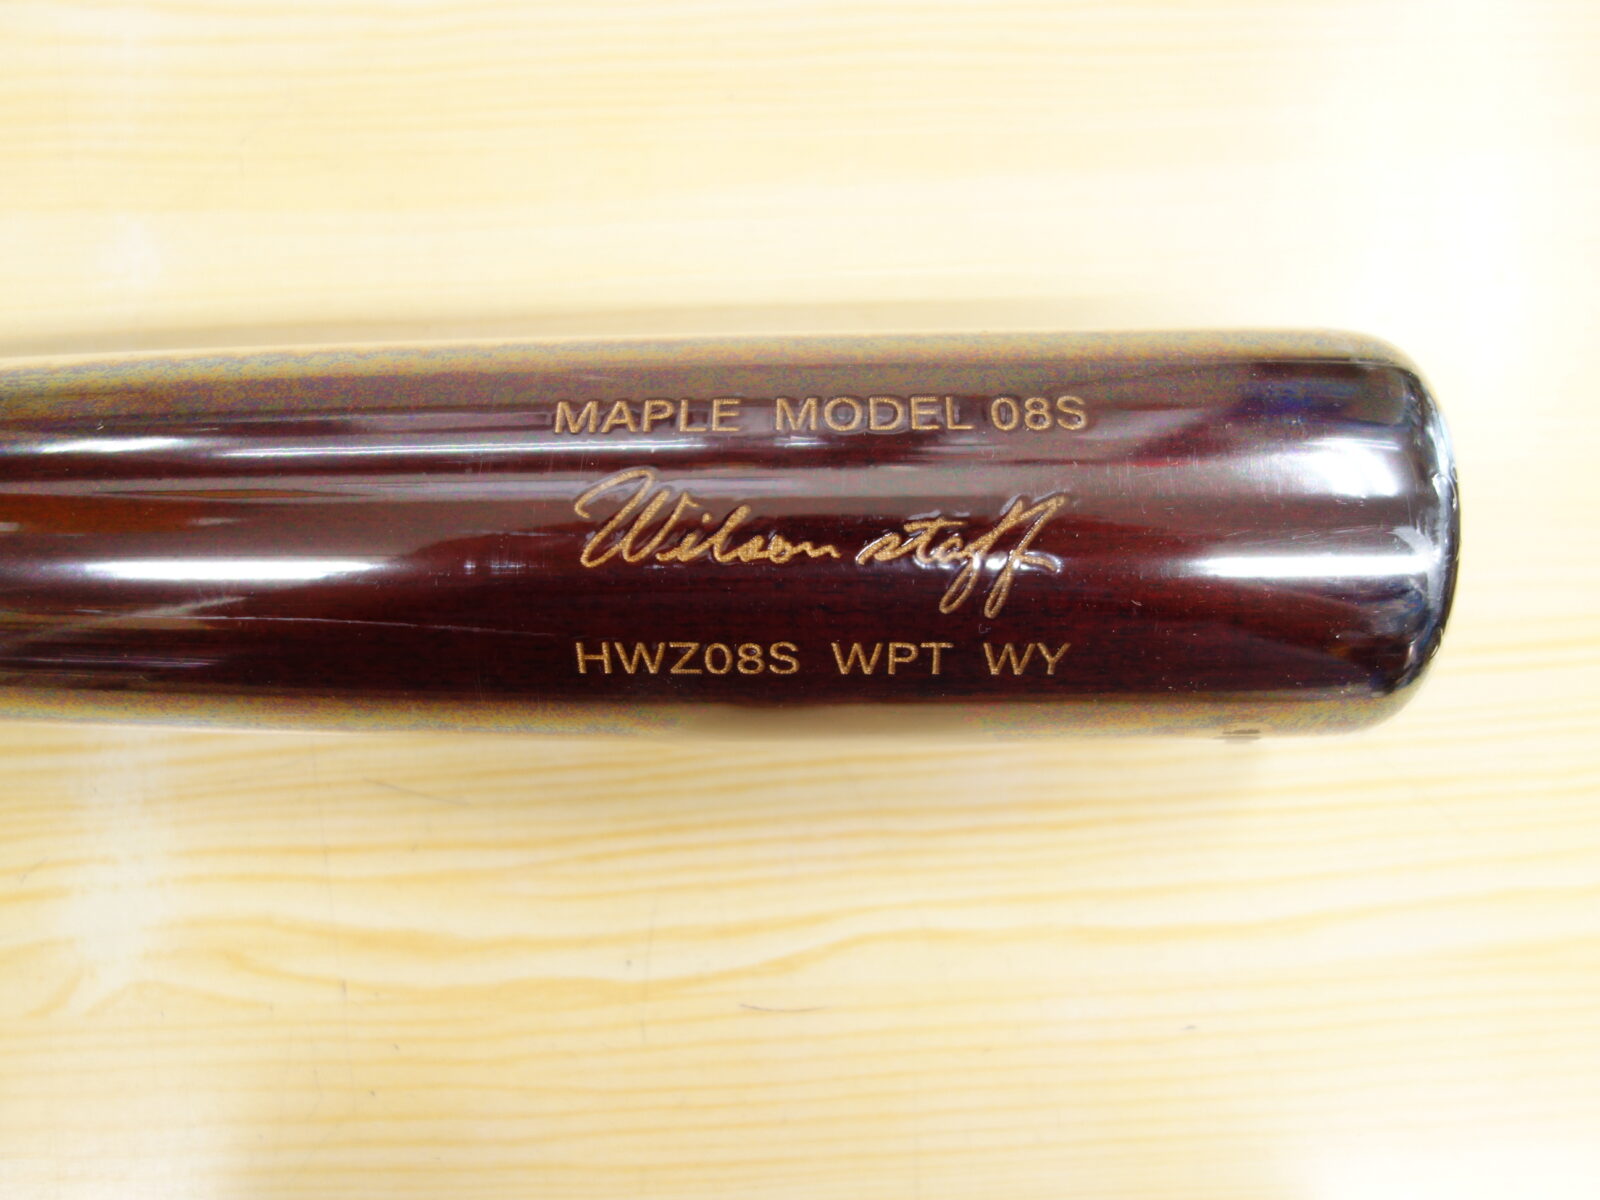 MAPLE MODEL 08S
Wilson staff
HWZ08S WPT WY